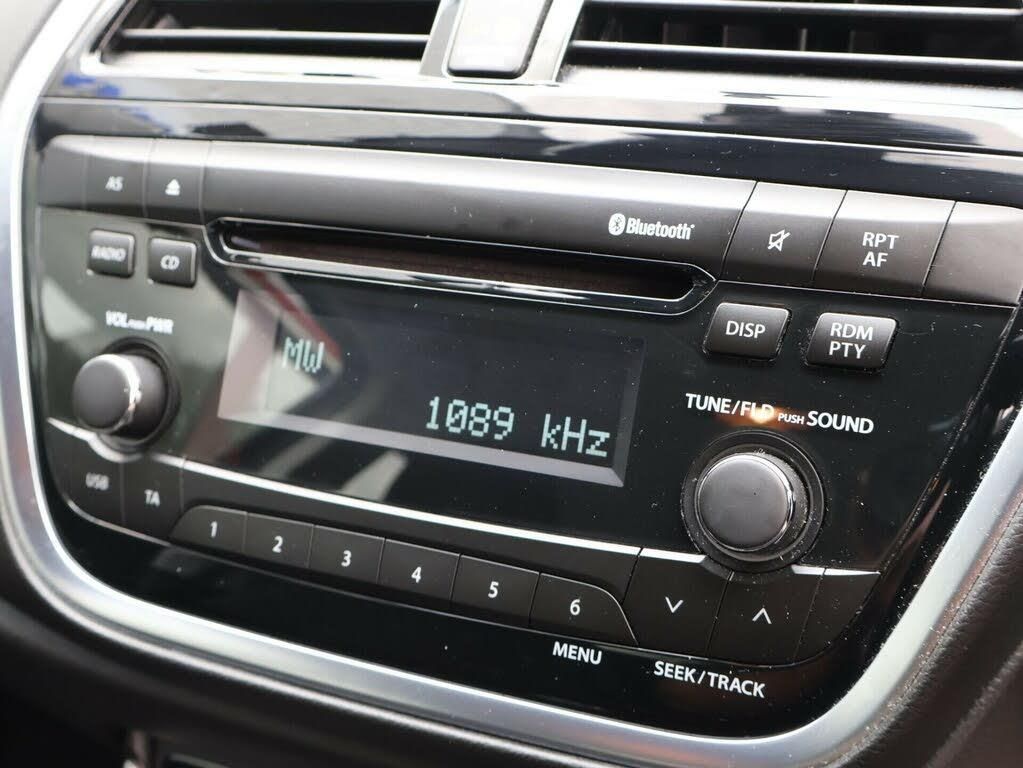 AS
Bluetooth
RPT
AF
RADIO
CD
DISP
RDM
PTY
VOL PUSH PWR
MW
1089 kHz
TUNE/FLD PUSH SOUND
USB
TA
1
2
3
4
5
6
MENU
SEEK/TRACK